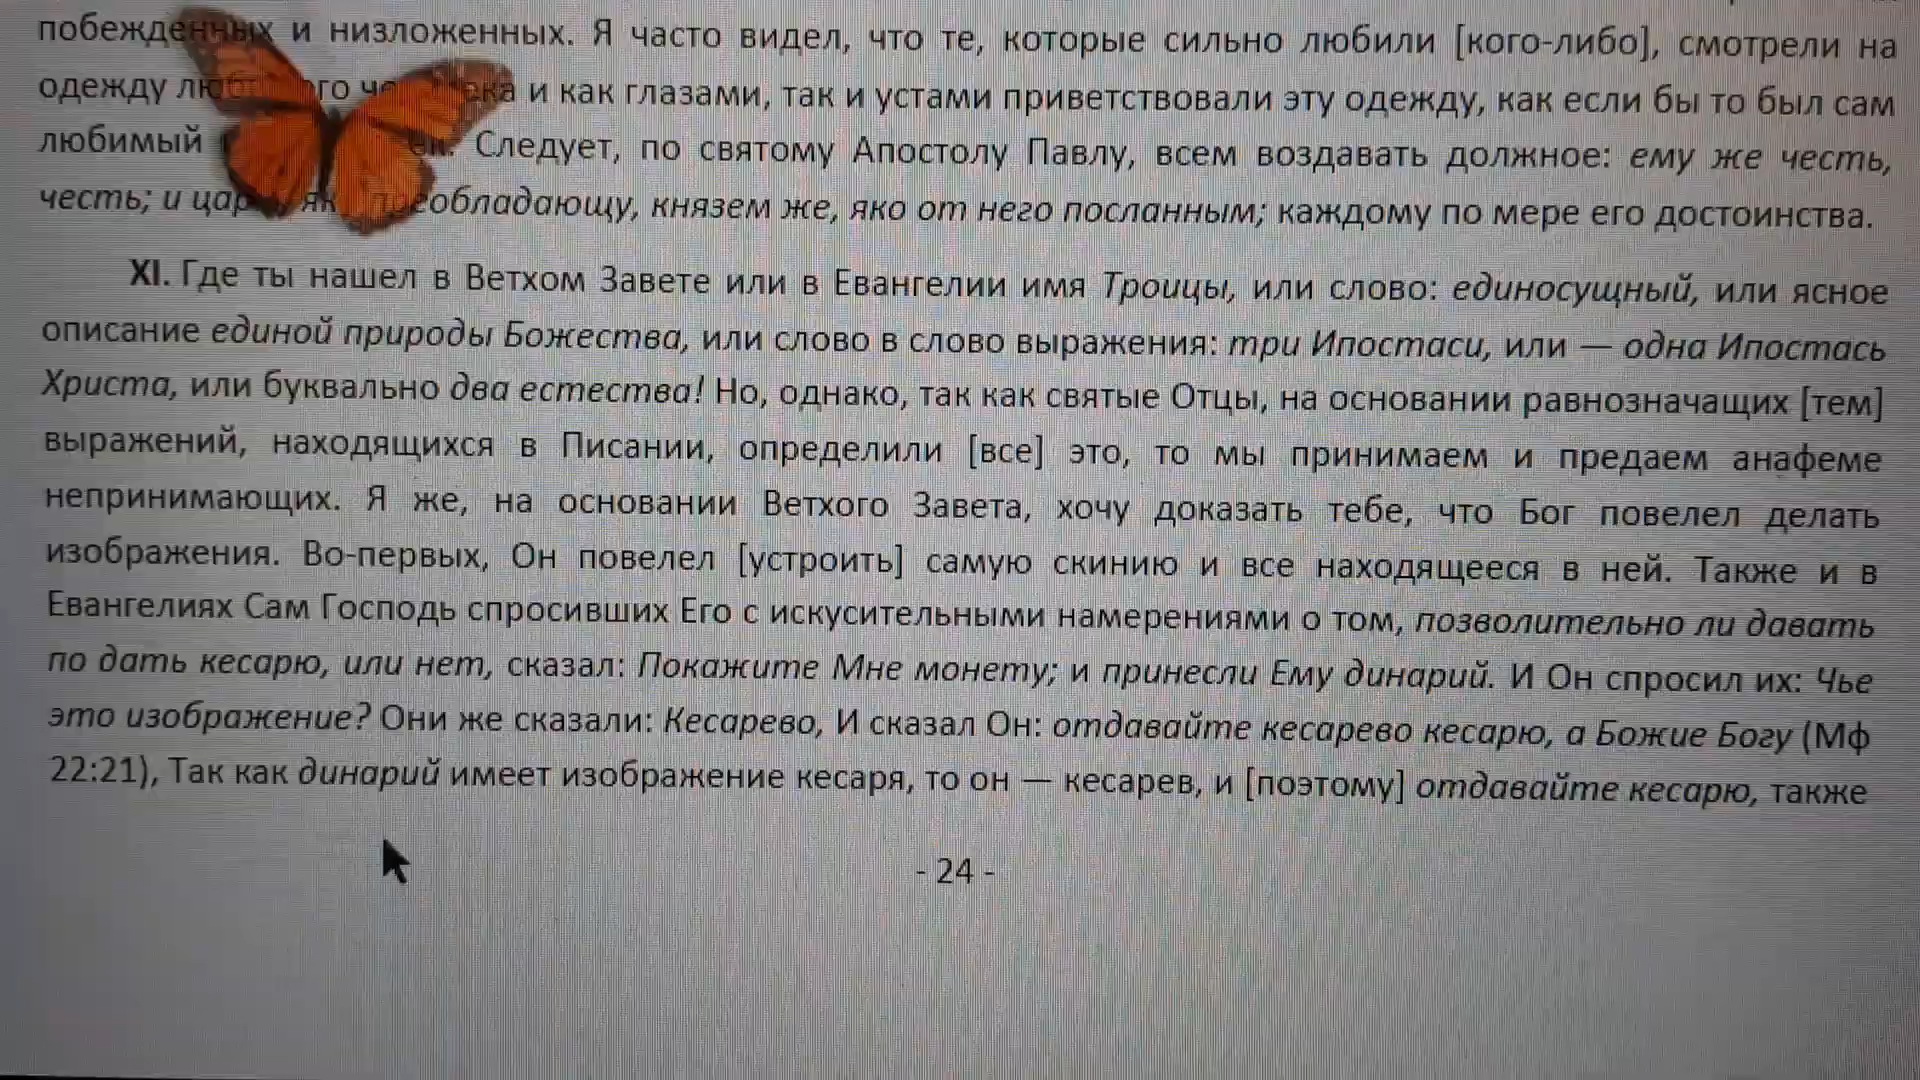 побежденных и низложенных. Я часто видел, что те, которые сильно любили [кого-либо], смотрели на
одежду и как глазами, так и устами приветствовали эту одежду, как если бы то был сам
любимый Следует, по святому Апостолу Павлу, всем воздавать должное: ему же честь,
честь; и царю, яко преобладающу, князем же, яко от него посланным; каждому по мере его достоинства.
XI. Где ты нашел в Ветхом Завете или в Евангелии имя Троицы, или слово: единосущный, или ясное
описание единой природы Божества, или слово в слово выражения: три Ипостаси, или — одна Ипостась
Христа, или буквально два естества! Но, однако, так как святые Отцы, на основании равнозначащих [тем]
выражений, находящихся в Писании, определили [все] это, то мы принимаем и предаем анафеме
непринимающих. Я же, на основании Ветхого Завета, хочу доказать тебе, что Бог повелел делать
изображения. Во-первых, Он повелел [устроить] самую скинию и все находящееся в ней. Также и в
Евангелиях Сам Господь спросивших Его с искусительными намерениями о том, позволительно ли давать
по дать кесарю, или нет, сказал: Покажите Мне монету; и принесли Ему динарий. И Он спросил их: Чье
это изображение? Они же сказали: Кесарево, И сказал Он: отдавайте кесарево кесарю, а Божие Богу (Мф
22:21), Так как динарий имеет изображение кесаря, то он — кесарев, и [поэтому] отдавайте кесарю, также
- 24 -